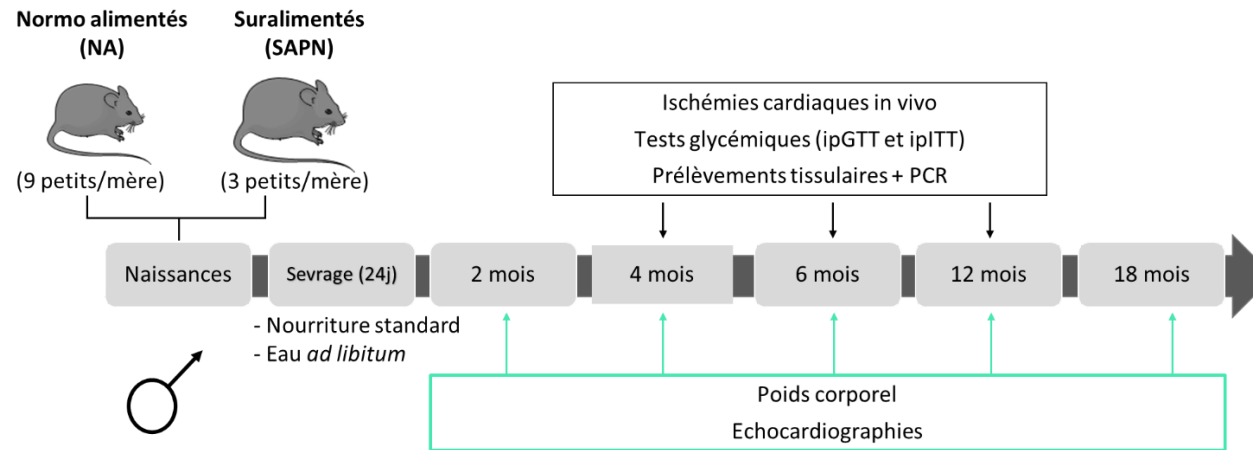 Normo alimentés
(NA)
Suralimentés
(SAPN)
(9 petits/mère)
(3 petits/mère)
Ischémies cardiaques in vivo
Tests glycémiques (ipGTT et ipITT)
Prélèvements tissulaires + PCR
Naissances
Sevrage (24j)
2 mois
4 mois
6 mois
12 mois
18 mois
- Nourriture standard
- Eau ad libitum
Poids corporel
Echocardiographies